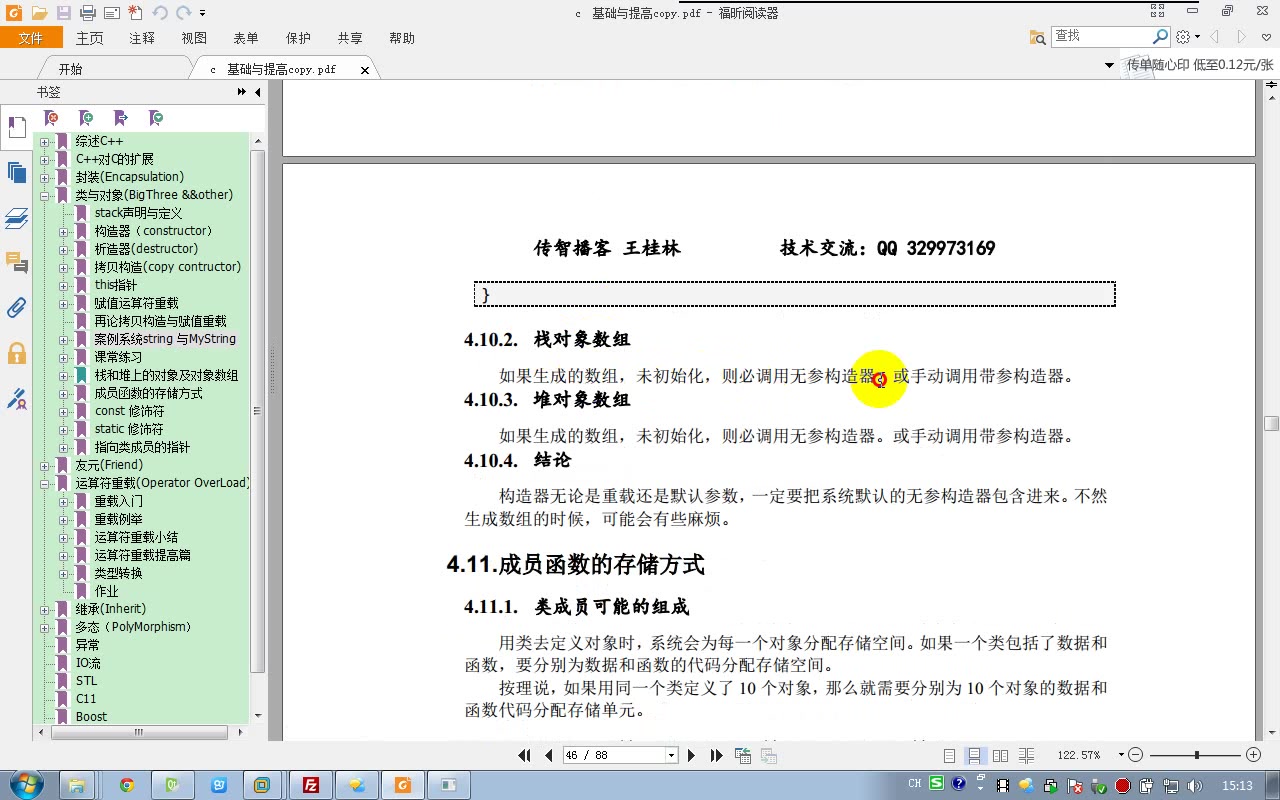 c 基础与提高copy.pdf - 福昕阅读器
文件 主页 注释 视图 表单 保护 共享 帮助
查找
开始
c 基础与提高copy.pdf
传单随心印 低至0.12元/张
书签
综述C++
C++对C的扩展
封装(Encapsulation)
类与对象(BigThree &&other)
stack声明与定义
构造器（constructor）
析造器(destructor)
拷贝构造(copy contructor)
this指针
赋值运算符重载
再论拷贝构造与赋值重载
案例系统string 与MyString
课常练习
栈和堆上的对象及对象数组
成员函数的存储方式
const 修饰符
static 修饰符
指向类成员的指针
友元(Friend)
运算符重载(Operator OverLoad)
重载入门
重载例举
运算符重载小结
运算符重载提高篇
类型转换
作业
继承(Inherit)
多态（PolyMorphism）
异常
IO流
STL
C11
Boost
传智播客 王桂林 技术交流：QQ 329973169
}
4.10.2. 栈对象数组
如果生成的数组，未初始化，则必调用无参构造器。或手动调用带参构造器。
4.10.3. 堆对象数组
如果生成的数组，未初始化，则必调用无参构造器。或手动调用带参构造器。
4.10.4. 结论
构造器无论是重载还是默认参数，一定要把系统默认的无参构造器包含进来。不然
生成数组的时候，可能会有些麻烦。
4.11.成员函数的存储方式
4.11.1. 类成员可能的组成
用类去定义对象时，系统会为每一个对象分配存储空间。如果一个类包括了数据和
函数，要分别为数据和函数的代码分配存储空间。
按理说，如果用同一个类定义了 10 个对象，那么就需要分别为 10 个对象的数据和
函数代码分配存储单元。
46 / 88
122.57%
CH
15:13